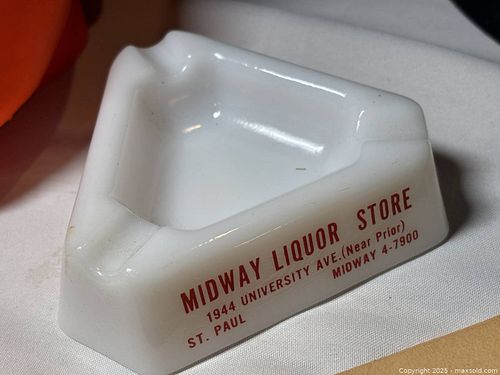 MIDWAY LIQUOR STORE
1944 UNIVERSITY AVE.(Near Prior)
ST. PAUL MIDWAY 4-7900
Copyright 2025 - maxsold.com